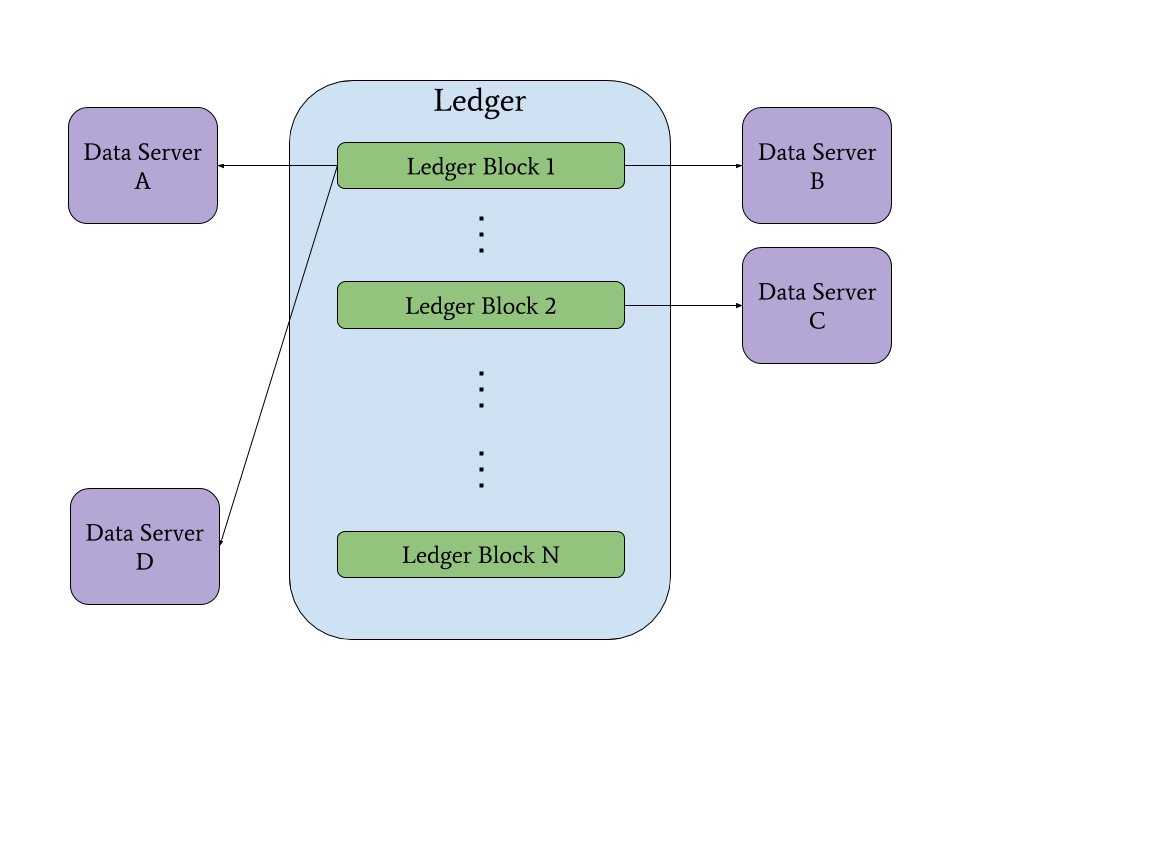 Ledger
Data Server
A
Ledger Block 1
Data Server
B
Ledger Block 2
Data Server
C
Data Server
D
Ledger Block N